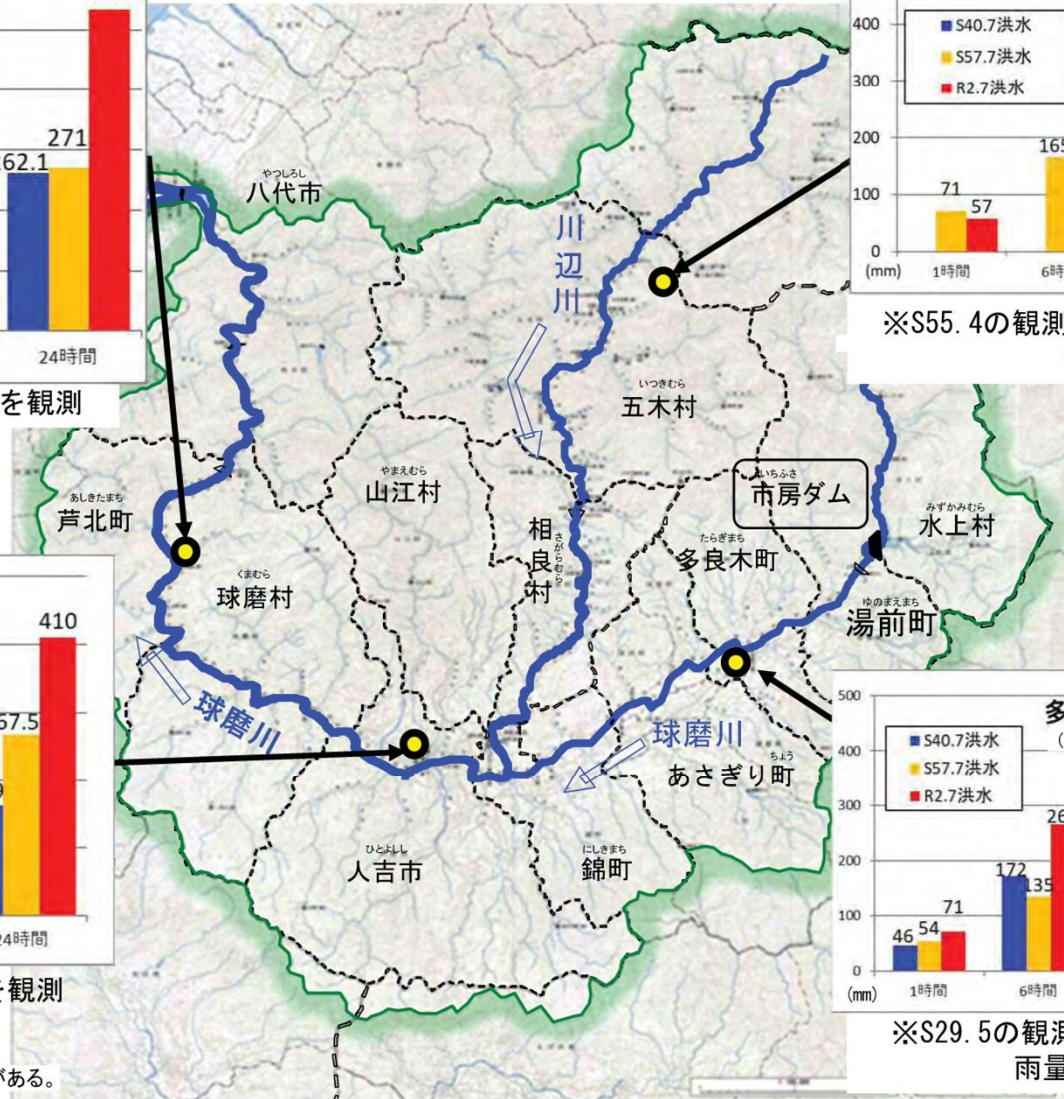 62.1
271
24時間
を観測
400
300
200
100
0
(mm)
S40.7洪水
S57.7洪水
R2.7洪水
71
57
165
1時間
6時
※S55.4の観測
やつしろし
八代市
川辺川
いつきむら
五木村
やまえむら
山江村
あしきたまち
芦北町
いちふさ
市房ダム
みずかみむら
水上村
さがらむら
相良村
たらぎまち
多良木町
くまむら
球磨村
ゆのまえまち
湯前町
球磨川
球磨川
ちょう
あさぎり町
ひとよしし
人吉市
にしきまち
錦町
410
67.5
9
24時間
観測
がある。
500
400
300
200
100
0
(mm)
多
S40.7洪水
S57.7洪水
R2.7洪水
46
54
71
172
135
26
1時間
6時間
※S29.5の観測
雨量